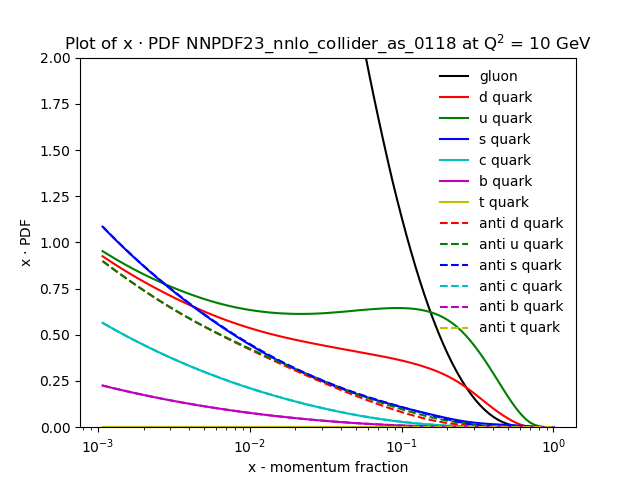 Plot of x · PDF NNPDF23_nnlo_collider_as_0118 at Q² = 10 GeV
2.00
1.75
1.50
1.25
1.00
0.75
0.50
0.25
0.00
x · PDF
gluon
d quark
u quark
s quark
c quark
b quark
t quark
anti d quark
anti u quark
anti s quark
anti c quark
anti b quark
anti t quark
10⁻³
10⁻²
10⁻¹
10⁰
x - momentum fraction